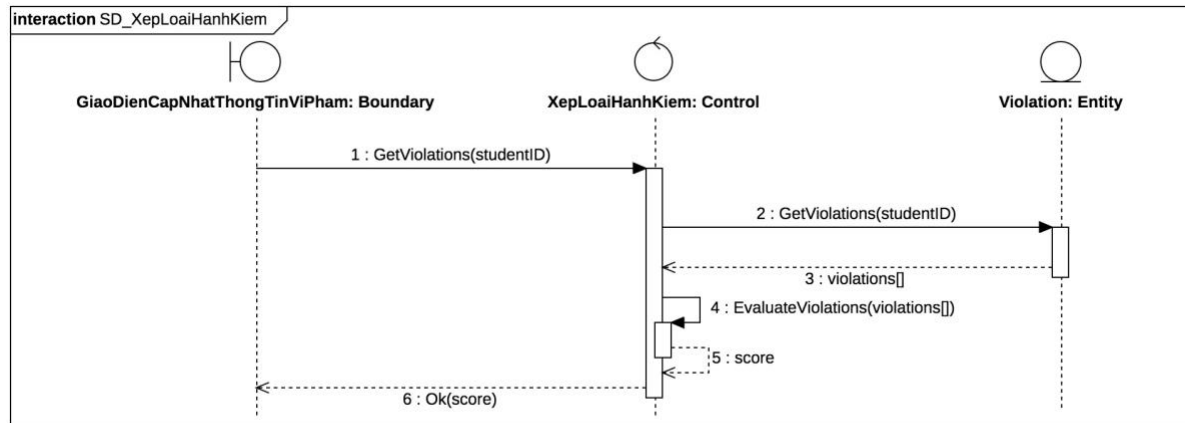 interaction SD_XepLoaiHanhKiem
GiaoDienCapNhatThongTinViPham: Boundary
XepLoaiHanhKiem: Control
Violation: Entity
1 : GetViolations(studentID)
2 : GetViolations(studentID)
3 : violations[]
4 : EvaluateViolations(violations[])
5 : score
6 : Ok(score)